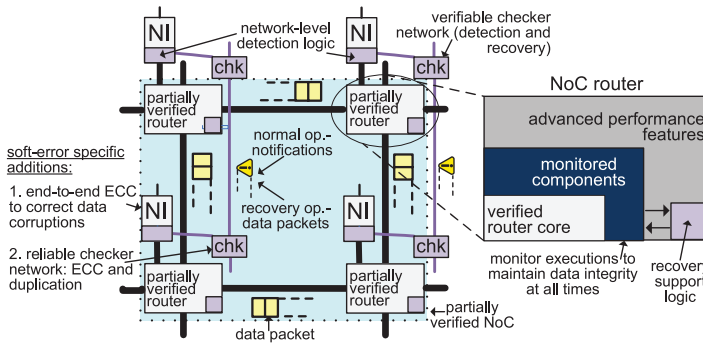 NI
network-level
detection logic
NI
verifiable checker
network (detection and
recovery)
chk
chk
partially
verified
router
partially
verified
router
NoC router
advanced performance
features
monitored
components
verified
router core
monitor executions to
maintain data integrity
at all times
recovery
support
logic
normal op.-
notifications
recovery op.-
data packets
soft-error specific
additions:
1. end-to-end ECC
to correct data
corruptions
2. reliable checker
network: ECC and
duplication
NI
NI
chk
chk
partially
verified
router
partially
verified
router
data packet
partially
verified NoC